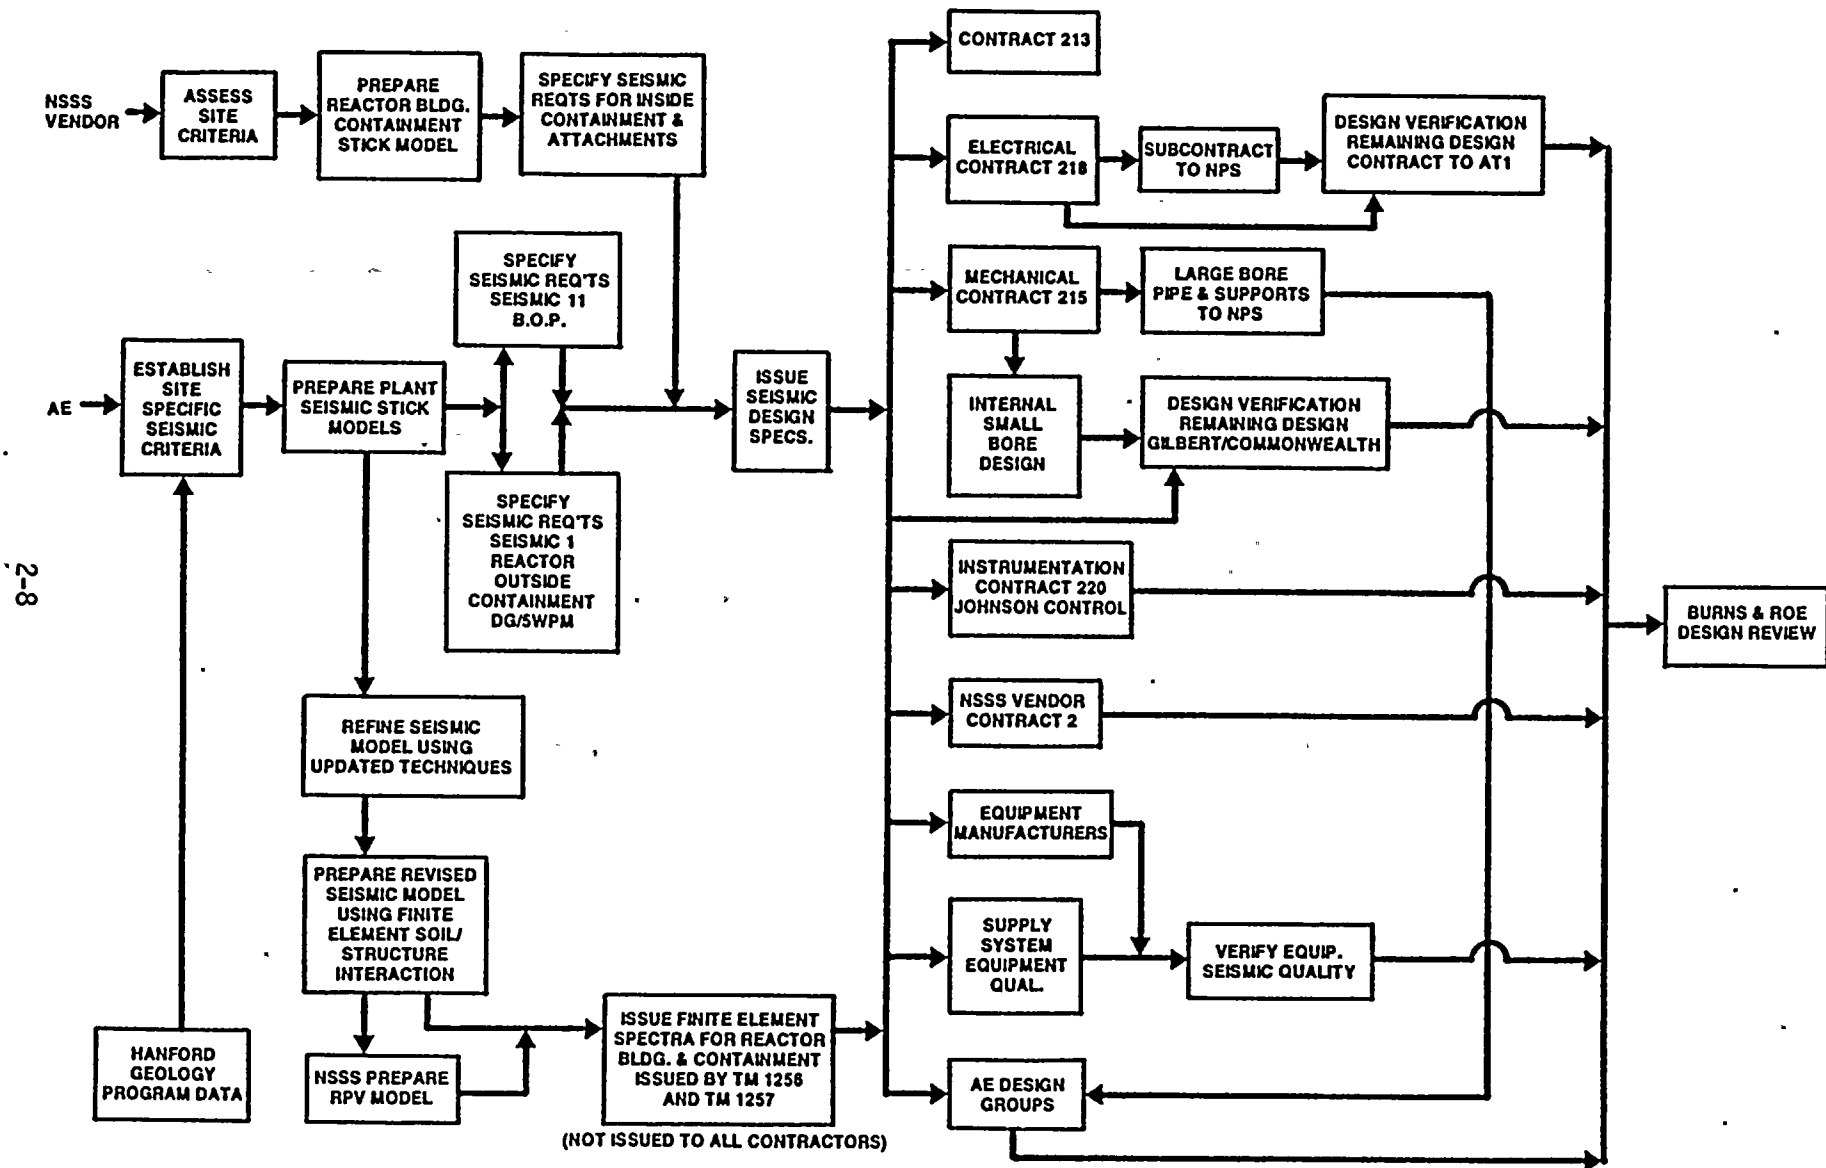 NSSS
VENDOR
ASSESS
SITE
CRITERIA
PREPARE
REACTOR BLDG.
CONTAINMENT
STICK MODEL
SPECIFY SEISMIC
REQTS FOR INSIDE
CONTAINMENT &
ATTACHMENTS
AE
ESTABLISH
SITE
SPECIFIC
SEISMIC
CRITERIA
PREPARE PLANT
SEISMIC STICK
MODELS
SPECIFY
SEISMIC REQ'TS
SEISMIC 11
B.O.P.
SPECIFY
SEISMIC REQ'TS
SEISMIC 1
REACTOR
OUTSIDE
CONTAINMENT
DG/5WPM
ISSUE
SEISMIC
DESIGN
SPECS.
REFINE SEISMIC
MODEL USING
UPDATED TECHNIQUES
PREPARE REVISED
SEISMIC MODEL
USING FINITE
ELEMENT SOIL/
STRUCTURE
INTERACTION
HANFORD
GEOLOGY
PROGRAM DATA
NSSS PREPARE
RPV MODEL
ISSUE FINITE ELEMENT
SPECTRA FOR REACTOR
BLDG. & CONTAINMENT
ISSUED BY TM 1256
AND TM 1257
(NOT ISSUED TO ALL CONTRACTORS)
CONTRACT 213
ELECTRICAL
CONTRACT 218
SUBCONTRACT
TO NPS
DESIGN VERIFICATION
REMAINING DESIGN
CONTRACT TO AT1
MECHANICAL
CONTRACT 215
LARGE BORE
PIPE & SUPPORTS
TO NPS
INTERNAL
SMALL
BORE
DESIGN
DESIGN VERIFICATION
REMAINING DESIGN
GILBERT/COMMONWEALTH
INSTRUMENTATION
CONTRACT 220
JOHNSON CONTROL
NSSS VENDOR
CONTRACT 2
EQUIPMENT
MANUFACTURERS
SUPPLY
SYSTEM
EQUIPMENT
QUAL.
VERIFY EQUIP.
SEISMIC QUALITY
AE DESIGN
GROUPS
BURNS & ROE
DESIGN REVIEW
2-8